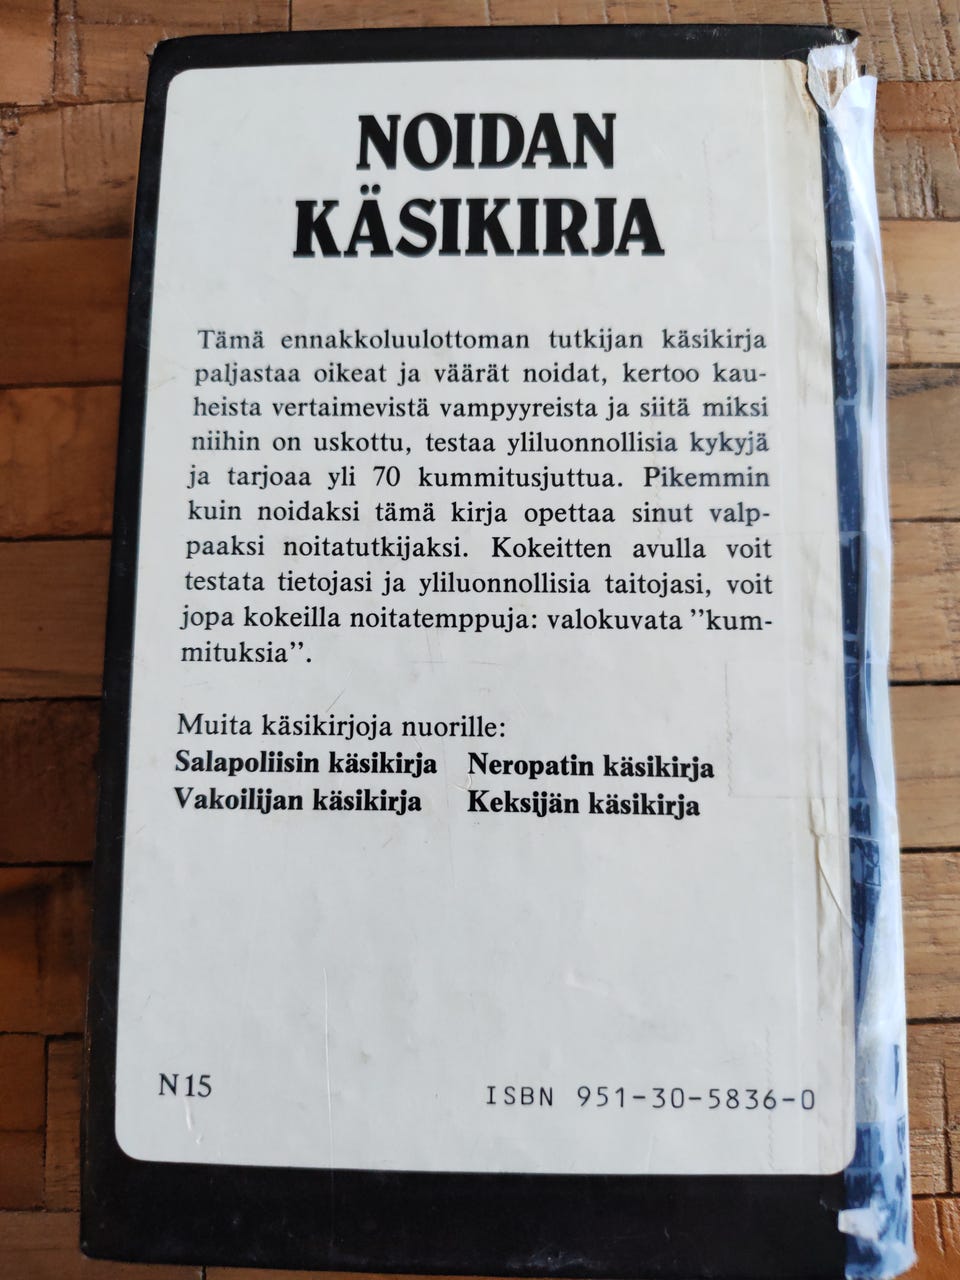 NOIDAN
KÄSIKIRJA
Tämä ennakkoluulottoman tutkijan käsikirja
paljastaa oikeat ja väärät noidat, kertoo kau-
heista vertaimevistä vampyyreista ja siitä miksi
niihin on uskottu, testaa yliluonnollisia kykyjä
ja tarjoaa yli 70 kummitusjuttua. Pikemmin
kuin noidaksi tämä kirja opettaa sinut valp-
paaksi noitatutkijaksi. Kokeitten avulla voit
testata tietojasi ja yliluonnollisia taitojasi, voit
jopa kokeilla noitatemppuja: valokuvata ”kum-
mituksia”.
Muita käsikirjoja nuorille:
Salapoliisin käsikirja Neropatin käsikirja
Vakoilijan käsikirja Keksijän käsikirja
N15 ISBN 951-30-5836-0